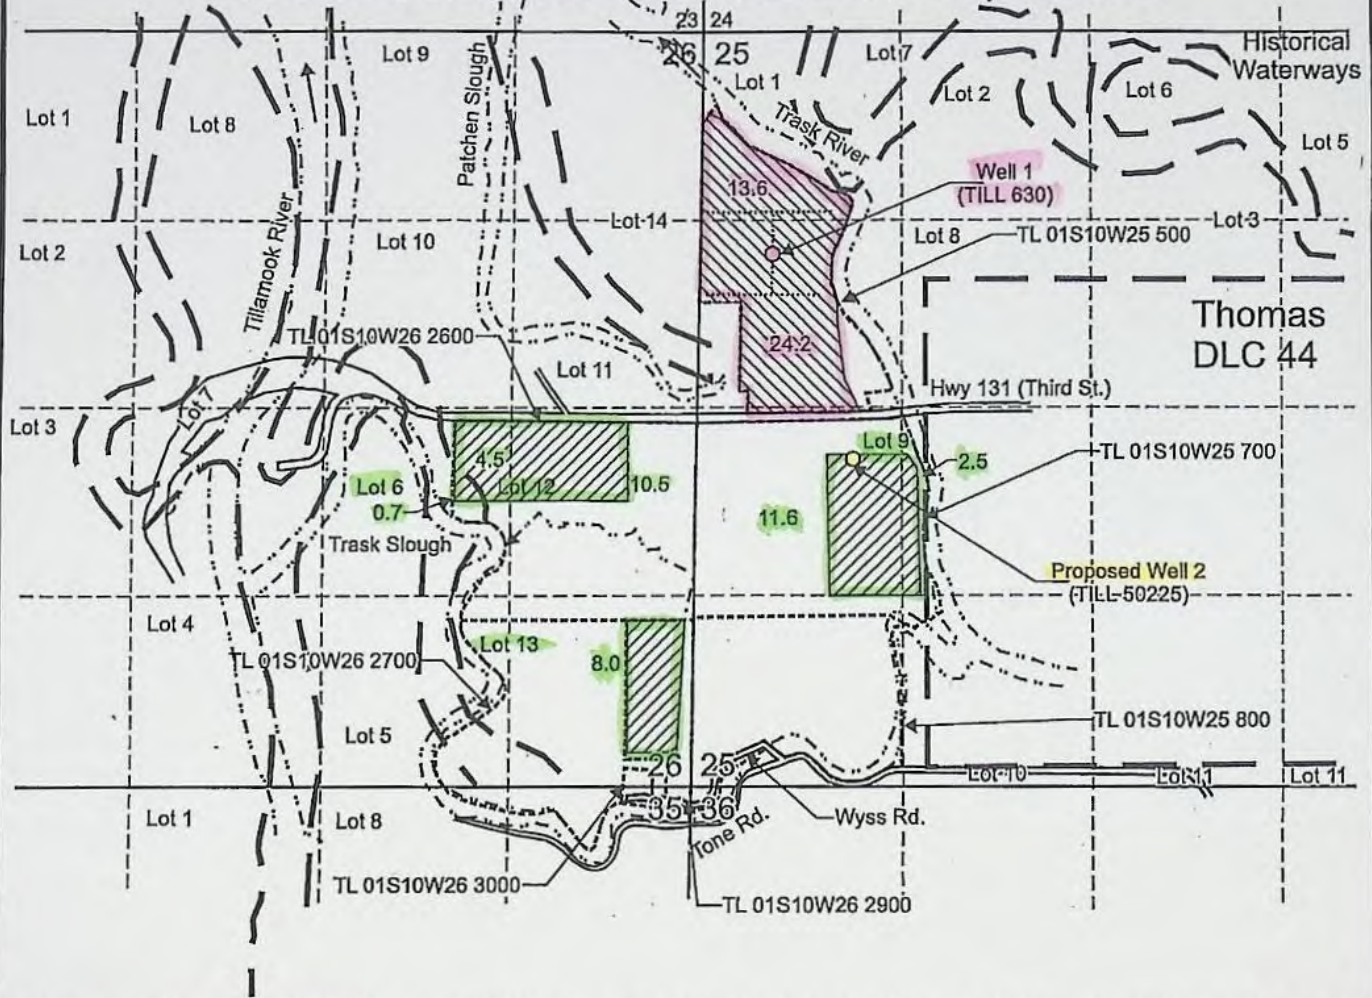 23 24
26 25
Historical
Waterways
Lot 9
Lot 7
Lot 1
Lot 2
Lot 6
Lot 1
Lot 8
Patchen Slough
Trask River
Lot 5
13.6
Well 1
(TILL 630)
Tillamook River
Lot 14
Lot 3
Lot 2
Lot 10
Lot 8
TL 01S10W25 500
Thomas
DLC 44
TL 01S10W26 2600
24.2
Lot 11
Hwy 131 (Third St.)
Lot 7
Lot 3
Lot 9
TL 01S10W25 700
4.5
2.5
Lot 6
Lot 12
10.5
0.7
11.6
Trask Slough
Proposed Well 2
(TILL-50225)
Lot 4
Lot 13
TL 01S10W26 2700
8.0
TL 01S10W25 800
Lot 5
26 25
Lot 10
Lot 11
Lot 11
35 36
Lot 1
Lot 8
Tone Rd.
Wyss Rd.
TL 01S10W26 3000
TL 01S10W26 2900